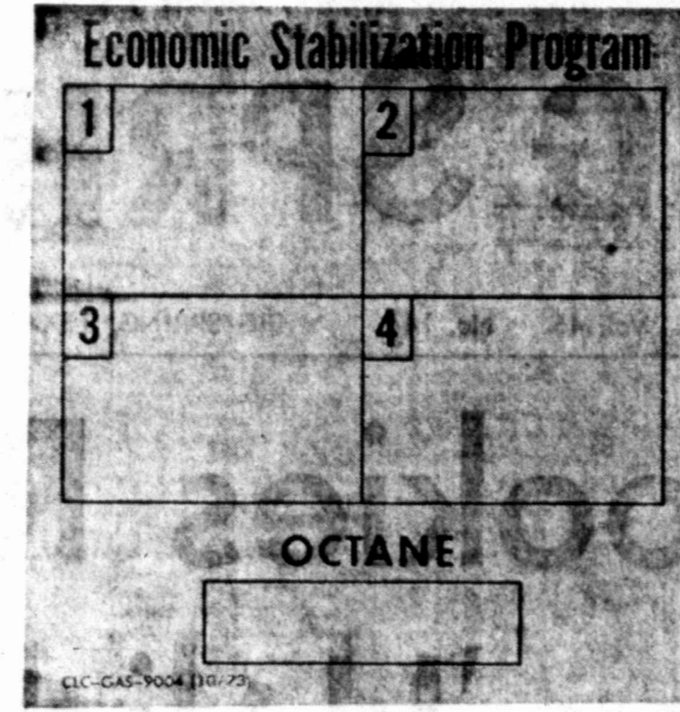 Economic Stabilization Program
1 2
3 4
OCTANE
CLC-GAS-9004 (10/73)